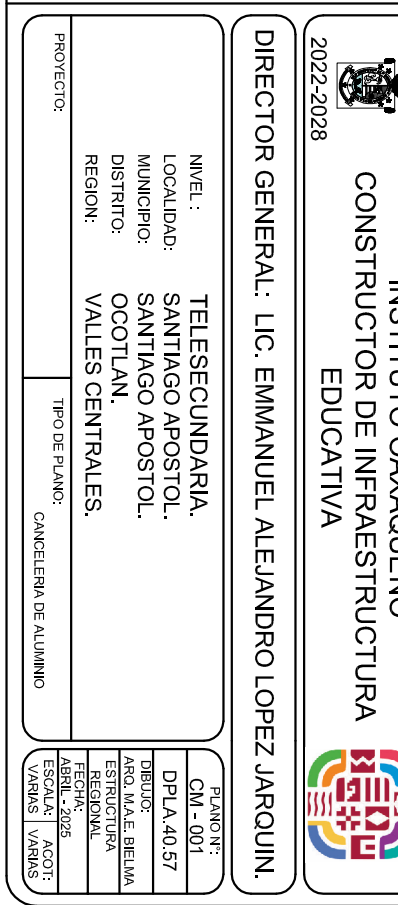 INSTITUTO OAXAQUEÑO
CONSTRUCTOR DE INFRAESTRUCTURA
EDUCATIVA
2022-2028
DIRECTOR GENERAL: LIC. EMMANUEL ALEJANDRO LOPEZ JARQUIN.
NIVEL : TELESECUNDARIA.
LOCALIDAD: SANTIAGO APOSTOL.
MUNICIPIO: SANTIAGO APOSTOL.
DISTRITO: OCOTLAN.
REGION: VALLES CENTRALES.
PROYECTO:
TIPO DE PLANO:
CANCELERIA DE ALUMINIO
PLANO N°:
CM - 001
DPLA:40.57
DIBUJO:
ARQ. M.A.E. BIELMA
ESTRUCTURA
REGIONAL
FECHA:
ABRIL - 2025
ESCALA: ACOT:
VARIAS VARIAS